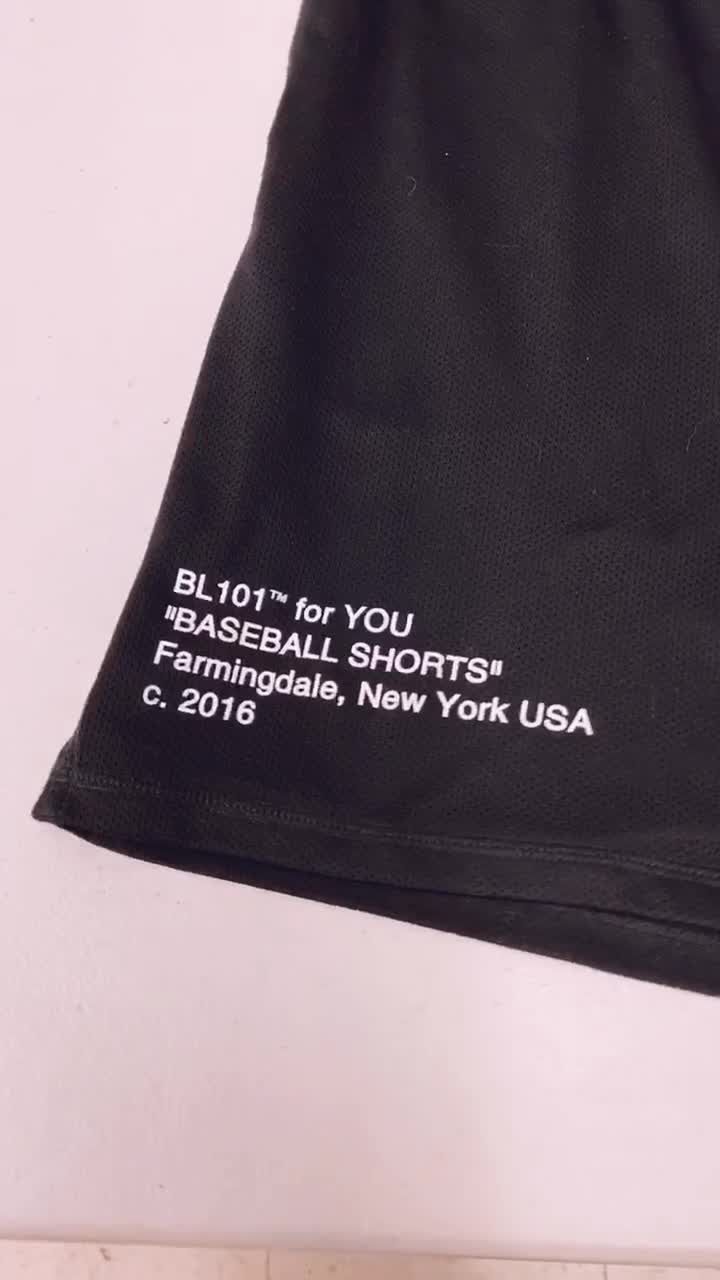 BL101™ for YOU
"BASEBALL SHORTS"
Farmingdale, New York USA
c. 2016